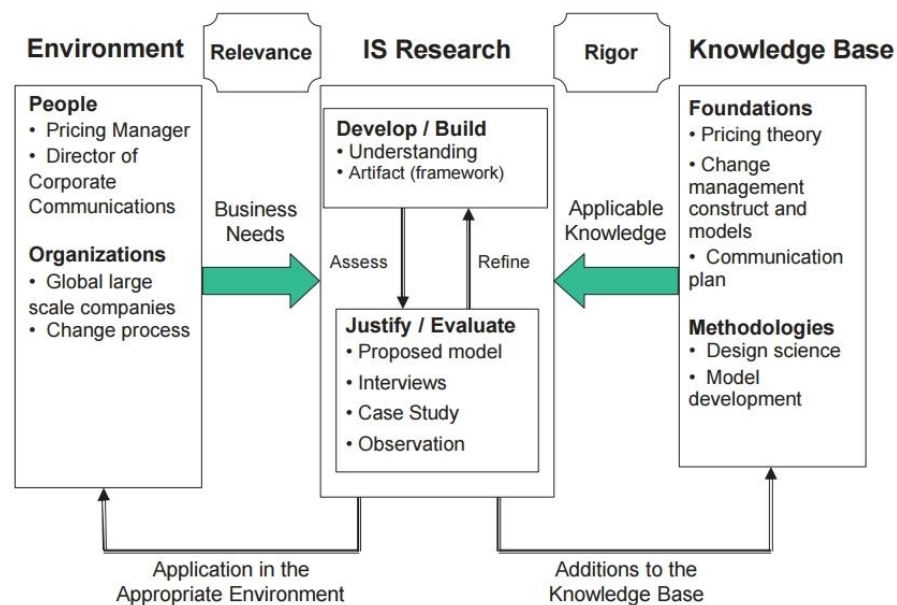 Environment
Relevance
IS Research
Rigor
Knowledge Base
People
• Pricing Manager
• Director of
Corporate
Communications
Organizations
• Global large
scale companies
• Change process
Business
Needs
Develop / Build
• Understanding
• Artifact (framework)
Assess
Refine
Justify / Evaluate
• Proposed model
• Interviews
• Case Study
• Observation
Applicable
Knowledge
Foundations
• Pricing theory
• Change
management
construct and
models
• Communication
plan
Methodologies
• Design science
• Model
development
Application in the
Appropriate Environment
Additions to the
Knowledge Base